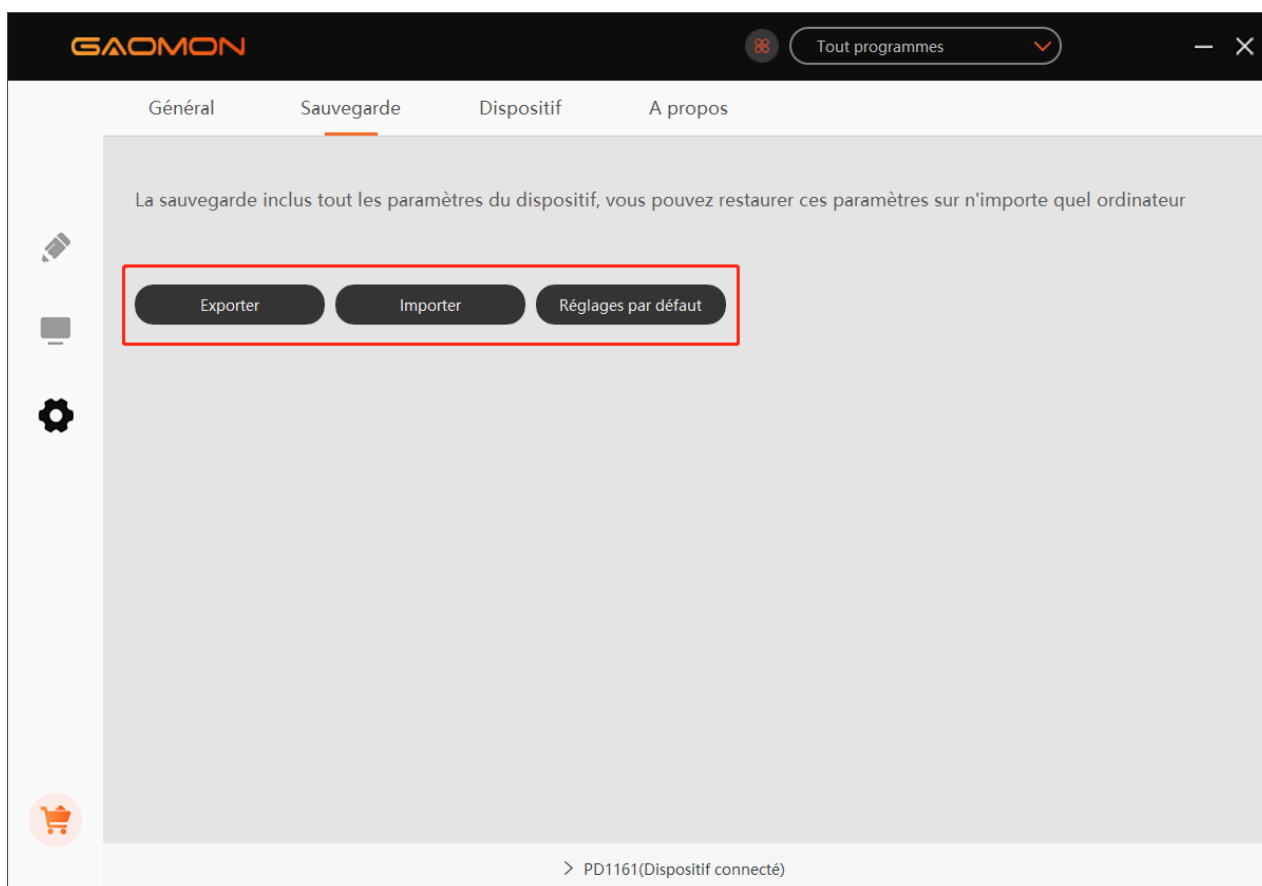 GAOMON
Tout programmes
Général Sauvegarde Dispositif A propos
La sauvegarde inclus tout les paramètres du dispositif, vous pouvez restaurer ces paramètres sur n'importe quel ordinateur
Exporter Importer Réglages par défaut
PD1161(Dispositif connecté)